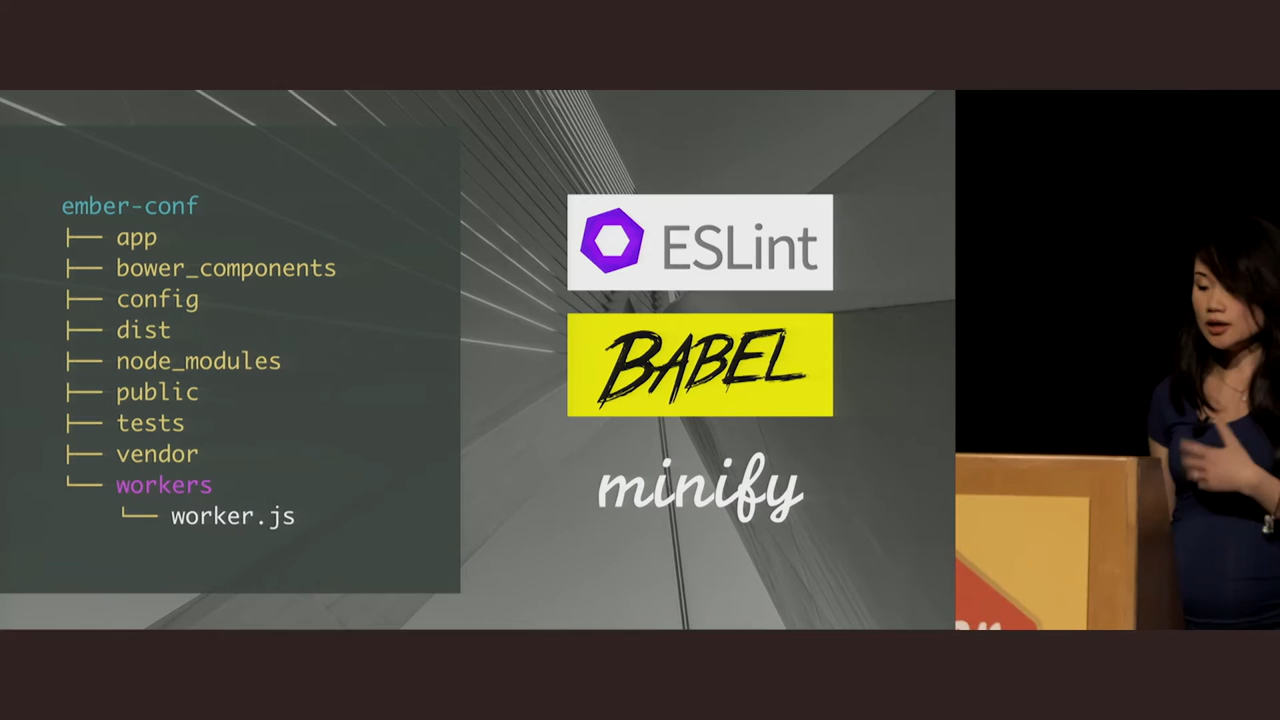 ember-conf
├── app
├── bower_components
├── config
├── dist
├── node_modules
├── public
├── tests
├── vendor
└── workers
└── worker.js
ESLint
BABEL
minify